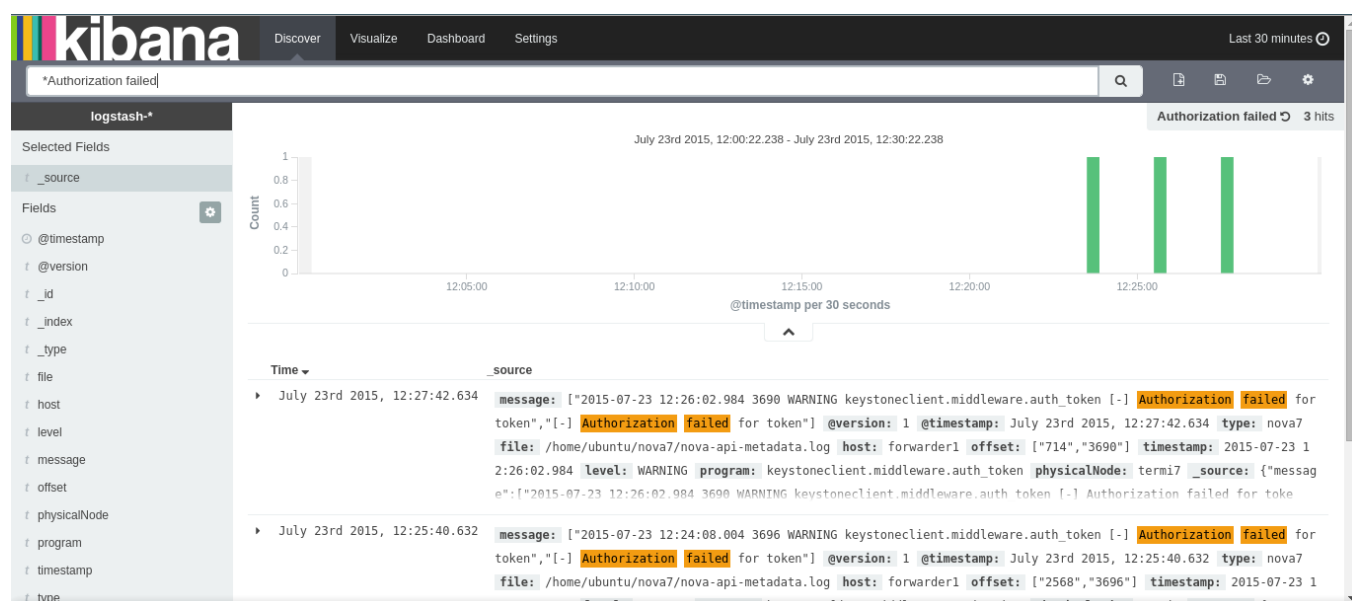 kibana
Discover Visualize Dashboard Settings
Last 30 minutes
*Authorization failed
logstash-*
Authorization failed 3 hits
Selected Fields
t _source
Fields
@timestamp
t @version
t _id
t _index
t _type
t file
t host
t level
t message
t offset
t physicalNode
t program
t timestamp
t type
July 23rd 2015, 12:00:22.238 - July 23rd 2015, 12:30:22.238
Count
1
0.8
0.6
0.4
0.2
0
12:05:00 12:10:00 12:15:00 12:20:00 12:25:00
@timestamp per 30 seconds
Time _source
July 23rd 2015, 12:27:42.634
message: ["2015-07-23 12:26:02.984 3690 WARNING keystoneclient.middleware.auth_token [-] Authorization failed for
token","[-] Authorization failed for token"] @version: 1 @timestamp: July 23rd 2015, 12:27:42.634 type: nova7
file: /home/ubuntu/nova7/nova-api-metadata.log host: forwarder1 offset: ["714","3690"] timestamp: 2015-07-23 1
2:26:02.984 level: WARNING program: keystoneclient.middleware.auth_token physicalNode: termi7 _source: {"messag
e":["2015-07-23 12:26:02.984 3690 WARNING keystoneclient.middleware.auth_token [-] Authorization failed for toke
July 23rd 2015, 12:25:40.632
message: ["2015-07-23 12:24:08.004 3696 WARNING keystoneclient.middleware.auth_token [-] Authorization failed for
token","[-] Authorization failed for token"] @version: 1 @timestamp: July 23rd 2015, 12:25:40.632 type: nova7
file: /home/ubuntu/nova7/nova-api-metadata.log host: forwarder1 offset: ["2568","3696"] timestamp: 2015-07-23 1